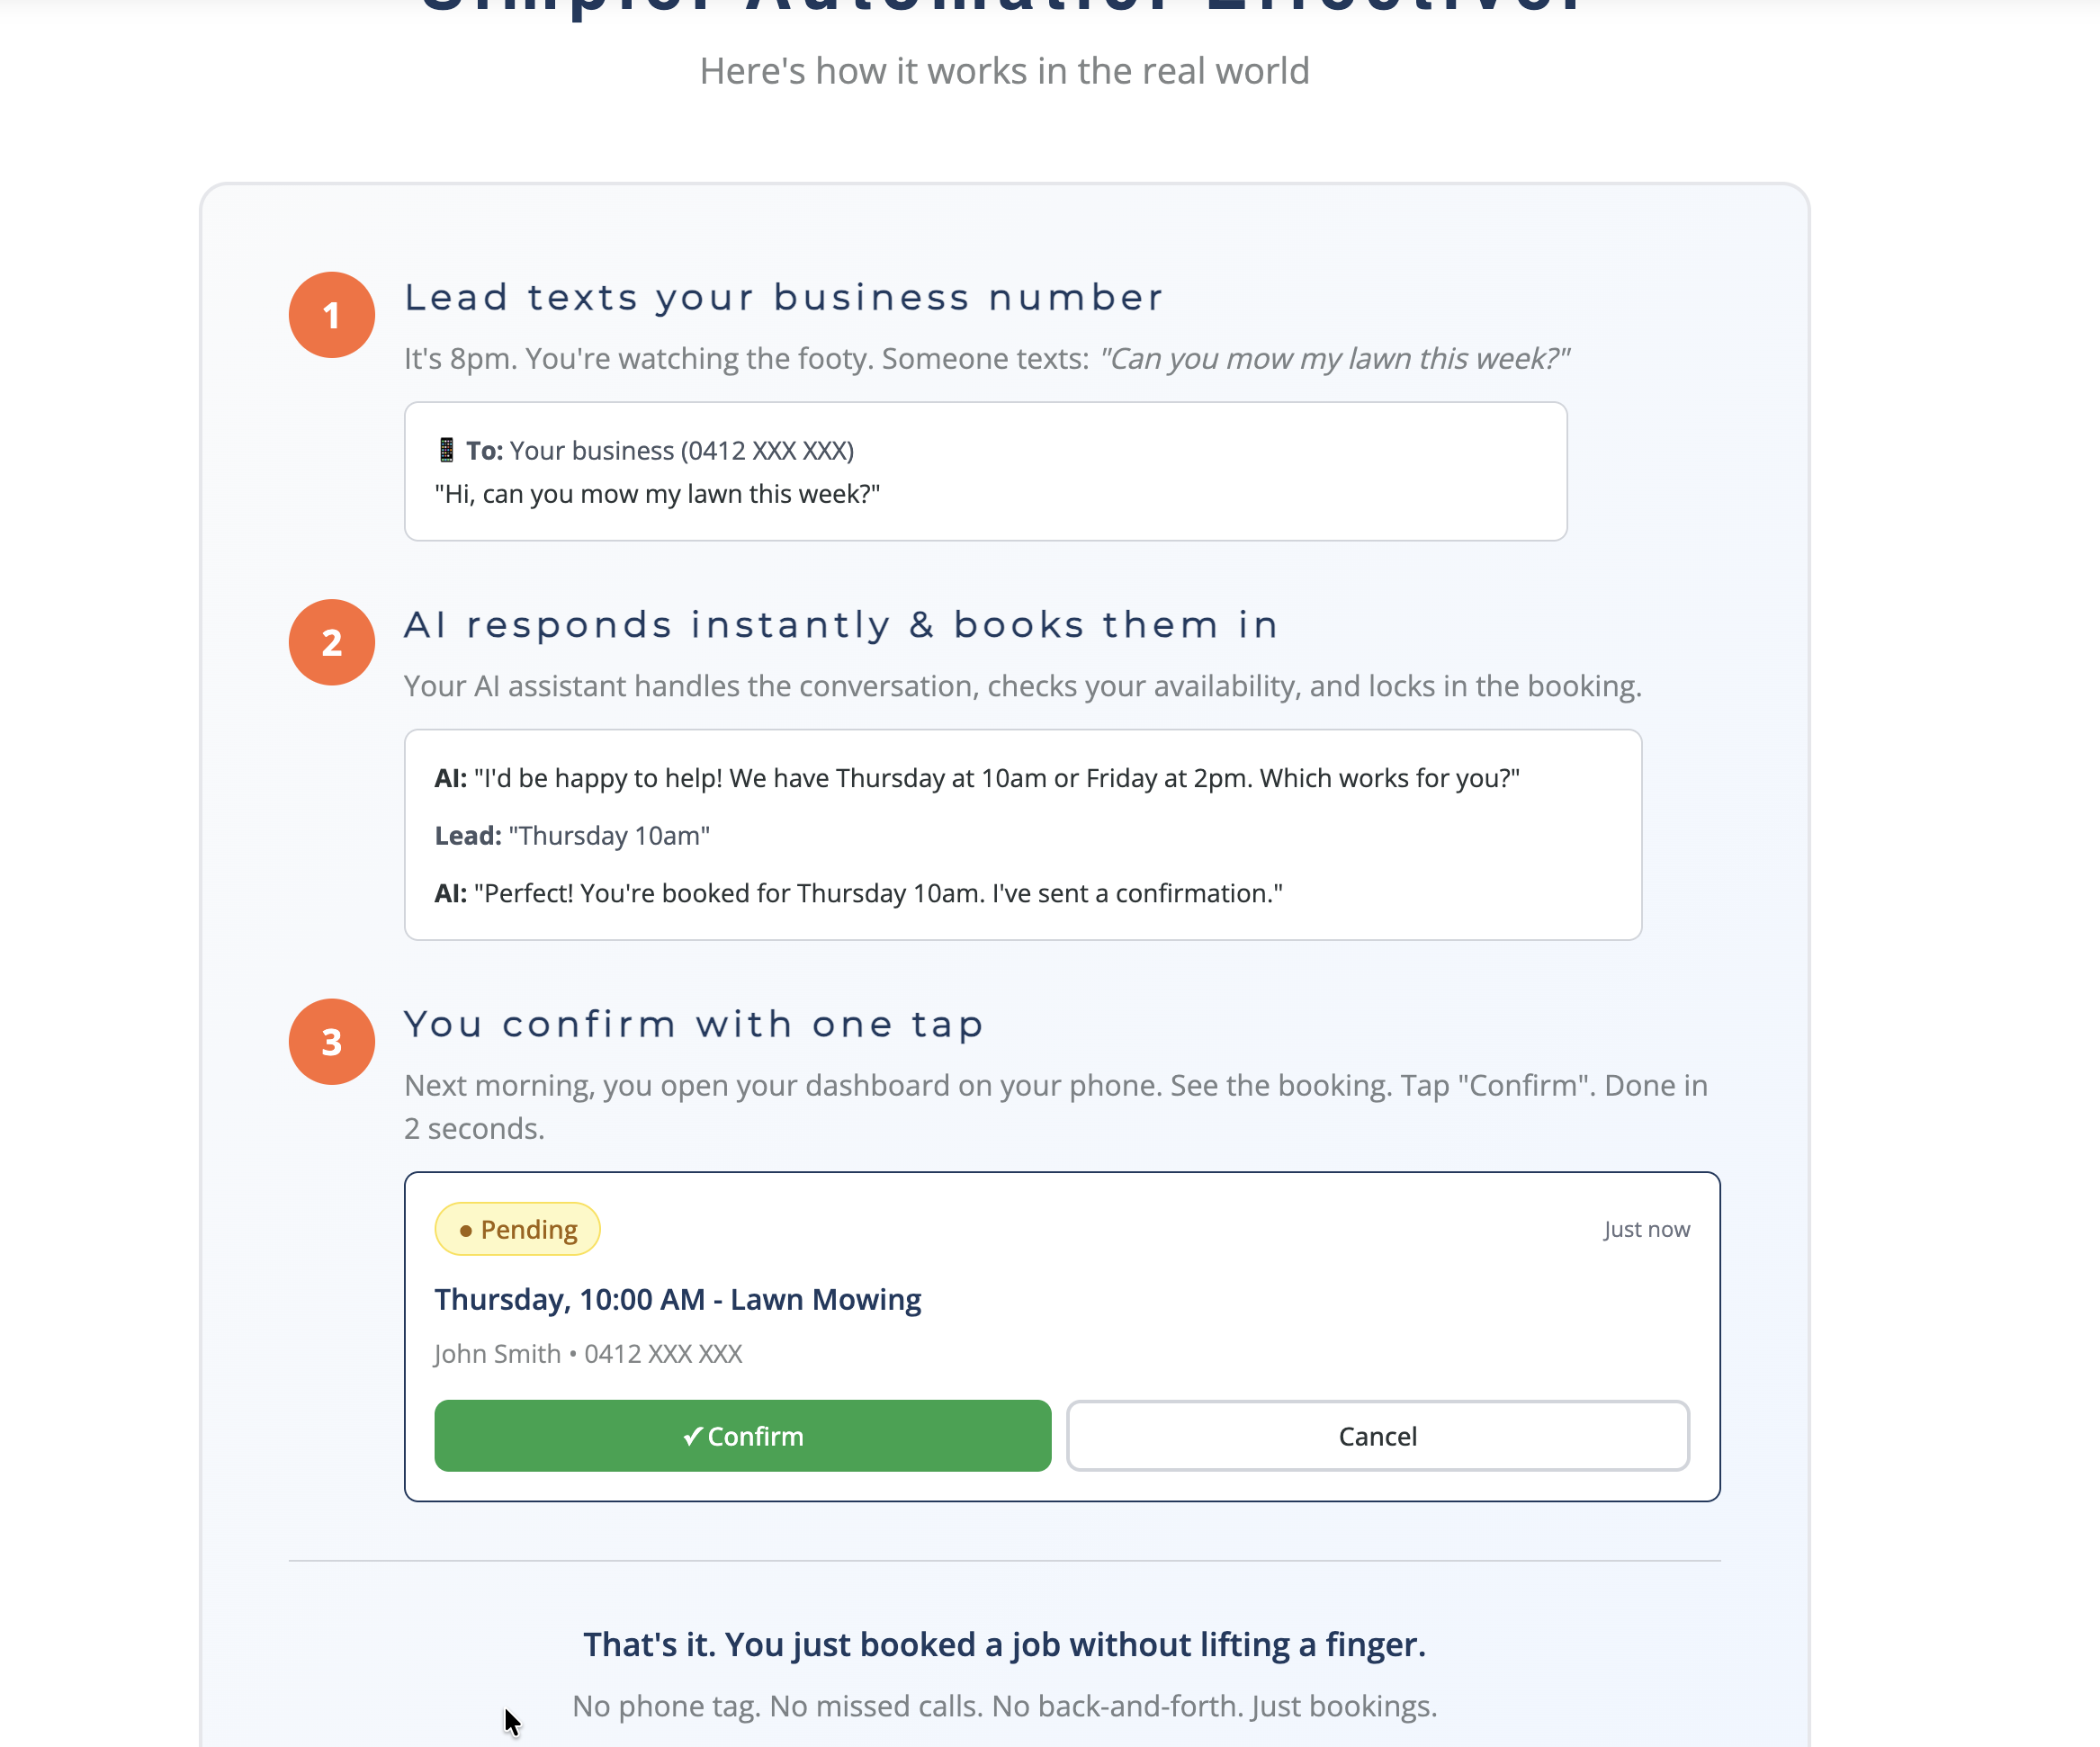 Simple. Automatic. Effective.
Here's how it works in the real world
1
Lead texts your business number
It's 8pm. You're watching the footy. Someone texts: "Can you mow my lawn this week?"
📱 To: Your business (0412 XXX XXX)
"Hi, can you mow my lawn this week?"
2
AI responds instantly & books them in
Your AI assistant handles the conversation, checks your availability, and locks in the booking.
AI: "I'd be happy to help! We have Thursday at 10am or Friday at 2pm. Which works for you?"
Lead: "Thursday 10am"
AI: "Perfect! You're booked for Thursday 10am. I've sent a confirmation."
3
You confirm with one tap
Next morning, you open your dashboard on your phone. See the booking. Tap "Confirm". Done in
2 seconds.
● Pending
Just now
Thursday, 10:00 AM - Lawn Mowing
John Smith • 0412 XXX XXX
✓ Confirm
Cancel
That's it. You just booked a job without lifting a finger.
No phone tag. No missed calls. No back-and-forth. Just bookings.